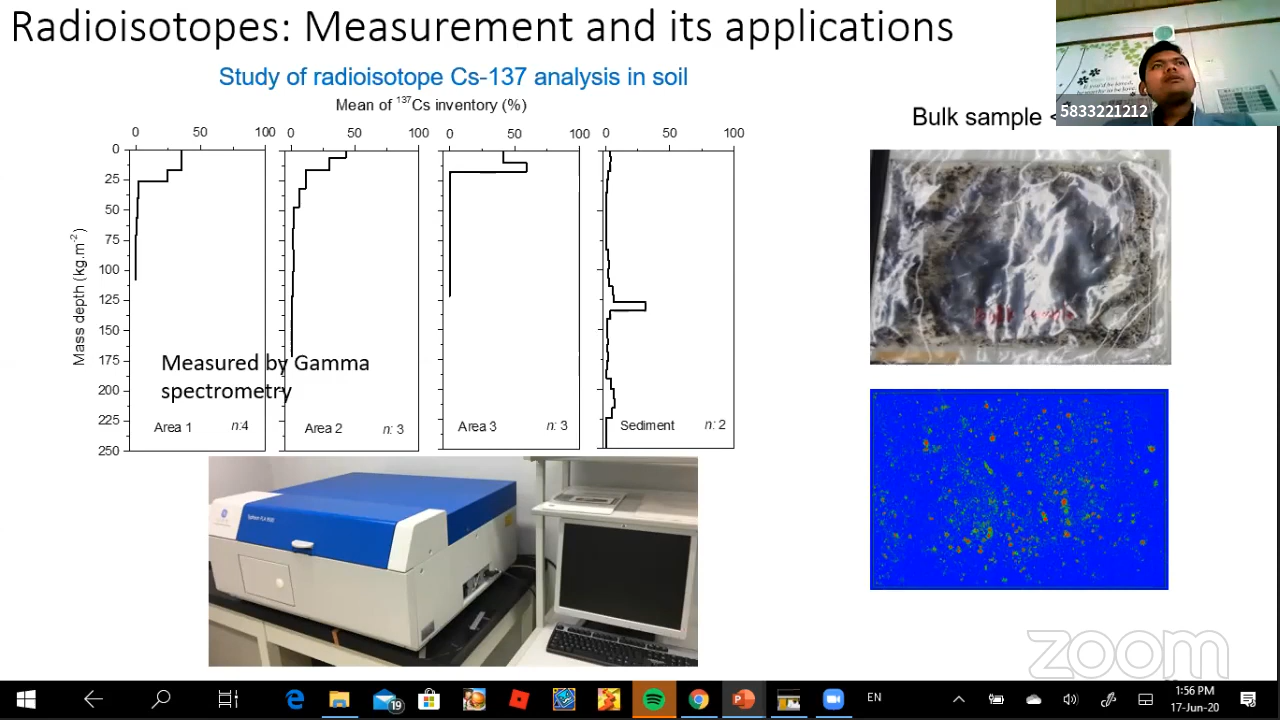 Radioisotopes: Measurement and its applications
Study of radioisotope Cs-137 analysis in soil
Mean of ¹³⁷Cs inventory (%)
0 50 100 0 50 100 0 50 100 0 50 100
0
25
50
75
100
125
150
175
200
225
250
Mass depth (kg.m⁻²)
Measured by Gamma
spectrometry
Area 1 n:4
Area 2 n: 3
Area 3 n: 3
Sediment n: 2
Bulk sample <
5833221212
zoom
19
EN
1:56 PM
17-Jun-20